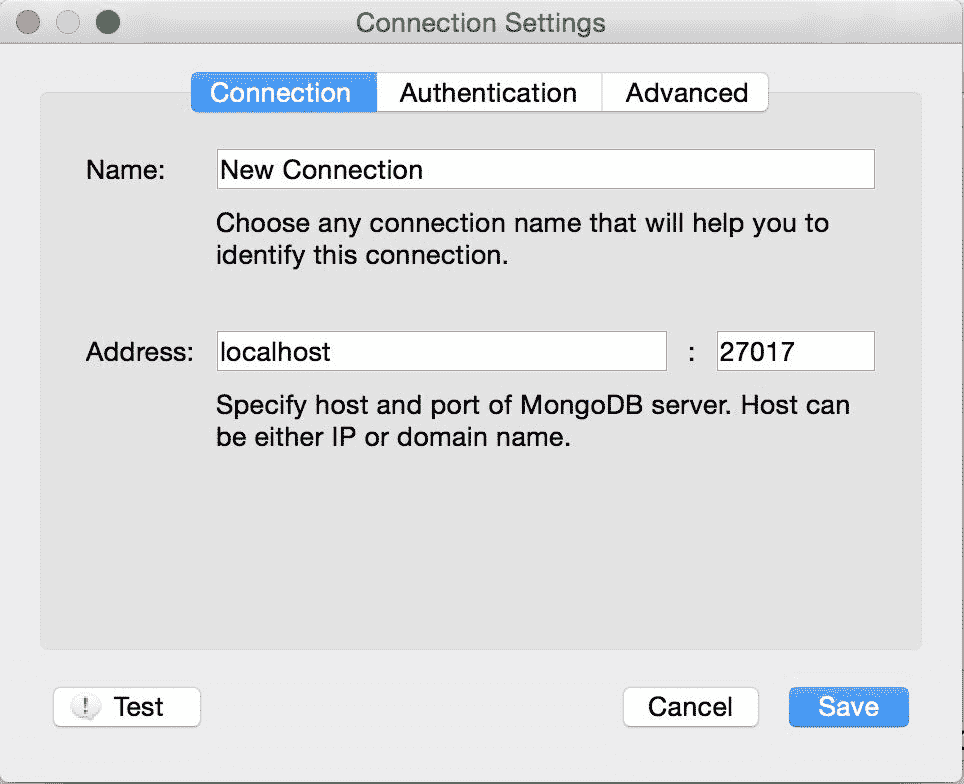 Connection Settings
Connection Authentication Advanced
Name: New Connection
Choose any connection name that will help you to
identify this connection.
Address: localhost : 27017
Specify host and port of MongoDB server. Host can
be either IP or domain name.
! Test Cancel Save